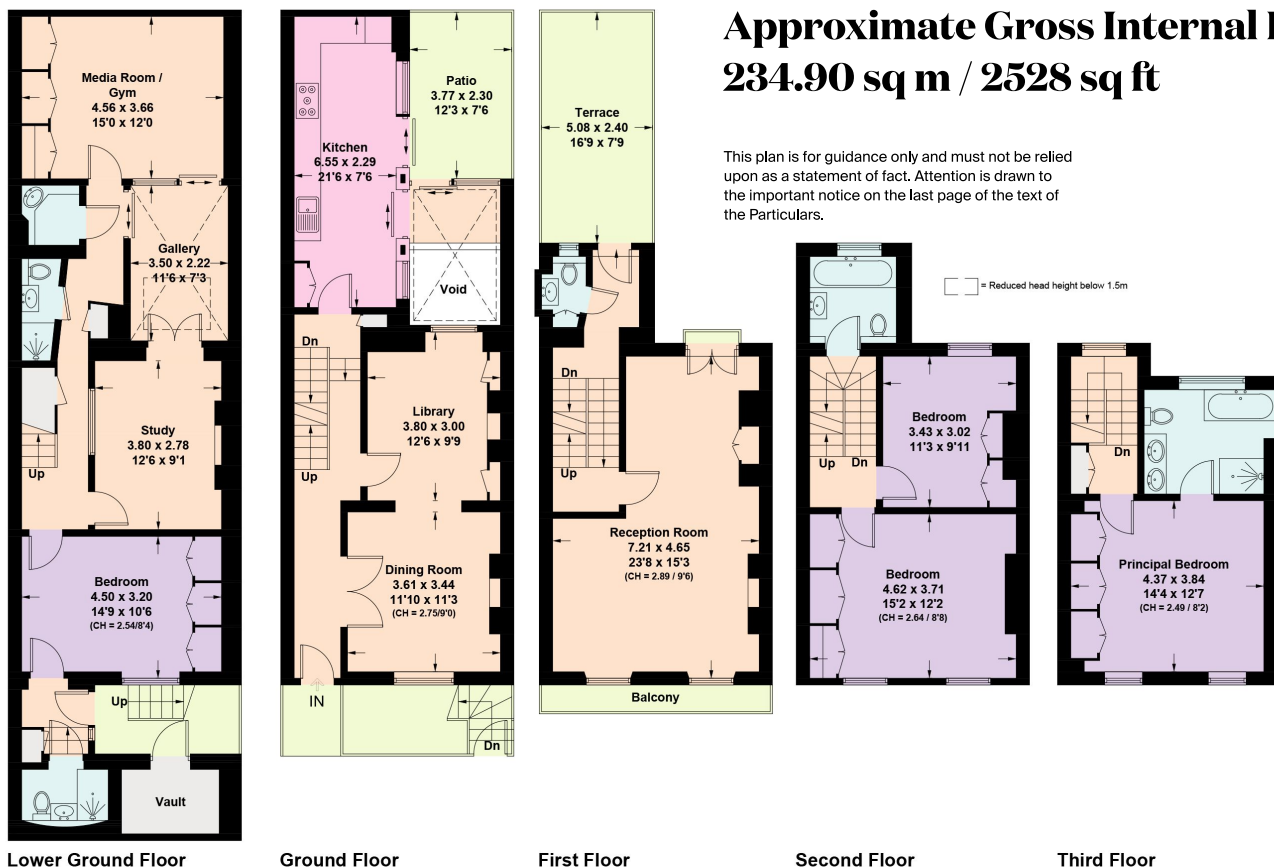 Approximate Gross Internal
234.90 sq m / 2528 sq ft
This plan is for guidance only and must not be relied
upon as a statement of fact. Attention is drawn to
the important notice on the last page of the text of
the Particulars.
= Reduced head height below 1.5m
Media Room /
Gym
4.56 x 3.66
15'0 x 12'0
Gallery
3.50 x 2.22
11'6 x 7'3
Study
3.80 x 2.78
12'6 x 9'1
Up
Bedroom
4.50 x 3.20
14'9 x 10'6
(CH = 2.54/8'4)
Up
Vault
Lower Ground Floor
Kitchen
6.55 x 2.29
21'6 x 7'6
Patio
3.77 x 2.30
12'3 x 7'6
Void
Dn
Library
3.80 x 3.00
12'6 x 9'9
Up
Dining Room
3.61 x 3.44
11'10 x 11'3
(CH = 2.75/9'0)
IN
Dn
Ground Floor
Terrace
5.08 x 2.40
16'9 x 7'9
Dn
Up
Reception Room
7.21 x 4.65
23'8 x 15'3
(CH = 2.89 / 9'6)
Balcony
First Floor
Bedroom
3.43 x 3.02
11'3 x 9'11
Up
Dn
Bedroom
4.62 x 3.71
15'2 x 12'2
(CH = 2.64 / 8'8)
Second Floor
Dn
Principal Bedroom
4.37 x 3.84
14'4 x 12'7
(CH = 2.49 / 8'2)
Third Floor